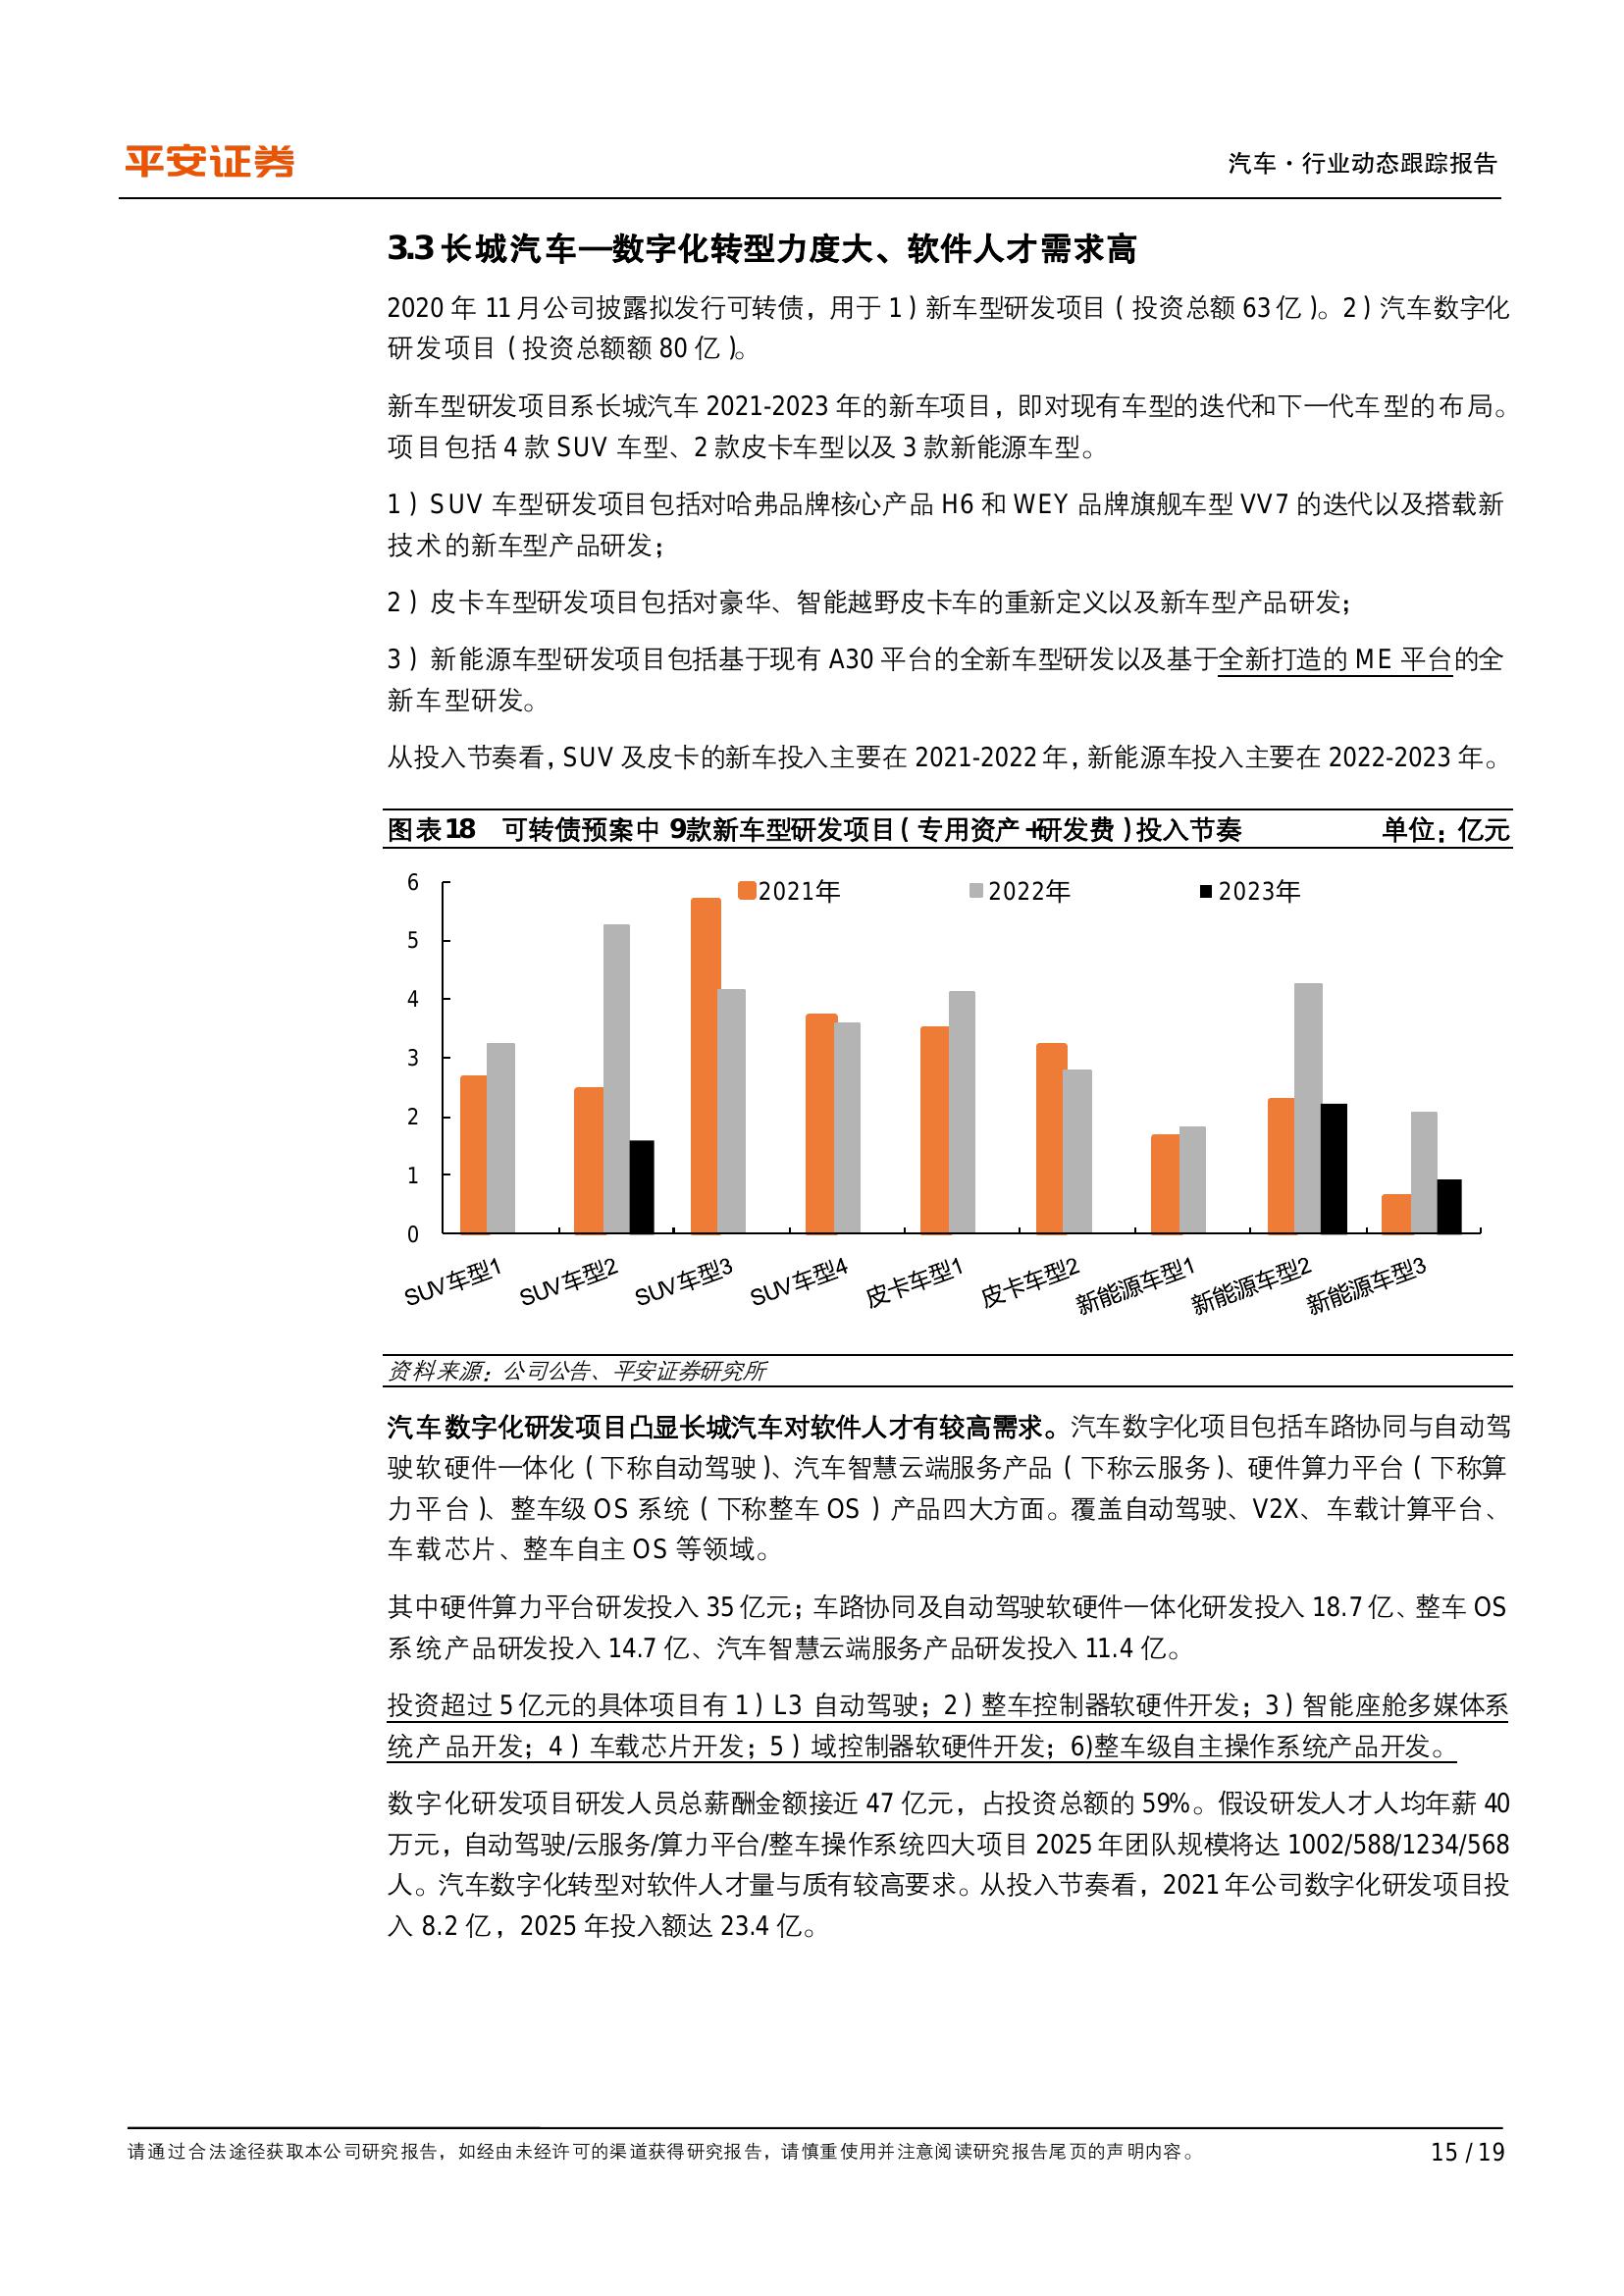 平安证券
汽车·行业动态跟踪报告
3.3 长城汽车—数字化转型力度大、软件人才需求高
2020 年 11 月公司披露拟发行可转债，用于 1）新车型研发项目（投资总额 63 亿）。2）汽车数字化
研发项目（投资总额额 80 亿）。
新车型研发项目系长城汽车 2021-2023 年的新车项目，即对现有车型的迭代和下一代车型的布局。
项目包括 4 款 SUV 车型、2 款皮卡车型以及 3 款新能源车型。
1）SUV 车型研发项目包括对哈弗品牌核心产品 H6 和 WEY 品牌旗舰车型 VV7 的迭代以及搭载新
技术的新车型产品研发；
2）皮卡车型研发项目包括对豪华、智能越野皮卡车的重新定义以及新车型产品研发；
3）新能源车型研发项目包括基于现有 A30 平台的全新车型研发以及基于全新打造的 ME 平台的全
新车型研发。
从投入节奏看，SUV 及皮卡的新车投入主要在 2021-2022 年，新能源车投入主要在 2022-2023 年。
图表18 可转债预案中 9款新车型研发项目（专用资产+研发费）投入节奏 单位：亿元
2021年 2022年 2023年
6
5
4
3
2
1
0
SUV车型1 SUV车型2 SUV车型3 SUV车型4 皮卡车型1 皮卡车型2 新能源车型1 新能源车型2 新能源车型3
资料来源：公司公告、平安证券研究所
汽车数字化研发项目凸显长城汽车对软件人才有较高需求。汽车数字化项目包括车路协同与自动驾
驶软硬件一体化（下称自动驾驶）、汽车智慧云端服务产品（下称云服务）、硬件算力平台（下称算
力平台）、整车级 OS 系统（下称整车 OS）产品四大方面。覆盖自动驾驶、V2X、车载计算平台、
车载芯片、整车自主 OS 等领域。
其中硬件算力平台研发投入 35 亿元；车路协同及自动驾驶软硬件一体化研发投入 18.7 亿、整车 OS
系统产品研发投入 14.7 亿、汽车智慧云端服务产品研发投入 11.4 亿。
投资超过 5 亿元的具体项目有 1）L3 自动驾驶；2）整车控制器软硬件开发；3）智能座舱多媒体系
统产品开发；4）车载芯片开发；5）域控制器软硬件开发；6)整车级自主操作系统产品开发。
数字化研发项目研发人员总薪酬金额接近 47 亿元，占投资总额的 59%。假设研发人才人均年薪 40
万元，自动驾驶/云服务/算力平台/整车操作系统四大项目 2025 年团队规模将达 1002/588/1234/568
人。汽车数字化转型对软件人才量与质有较高要求。从投入节奏看，2021 年公司数字化研发项目投
入 8.2 亿，2025 年投入额达 23.4 亿。
请通过合法途径获取本公司研究报告，如经由未经许可的渠道获得研究报告，请慎重使用并注意阅读研究报告尾页的声明内容。
15 / 19